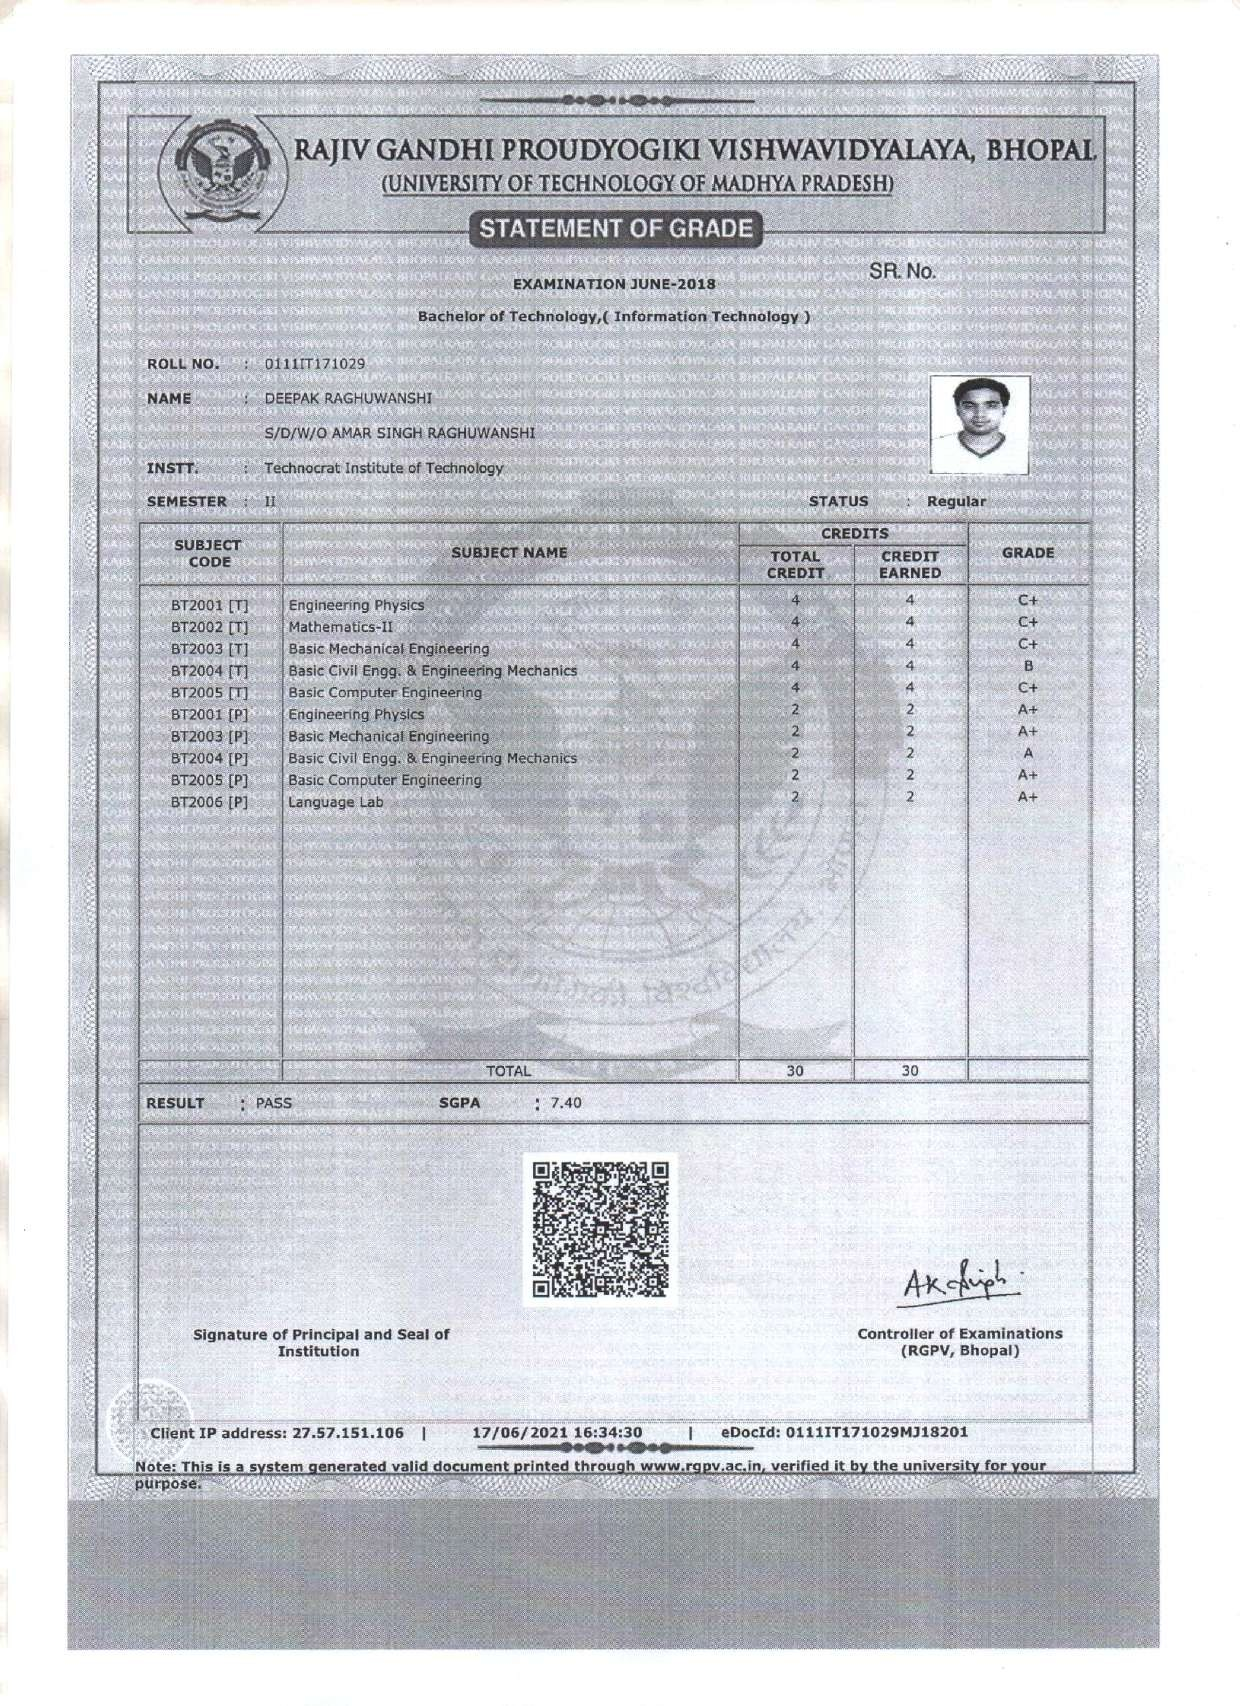 RAJIV GANDHI PROUDYOGIKI VISHWAVIDYALAYA, BHOPAL
(UNIVERSITY OF TECHNOLOGY OF MADHYA PRADESH)
STATEMENT OF GRADE
SR. No.
EXAMINATION JUNE-2018
Bachelor of Technology,( Information Technology )
ROLL NO. : 0111IT171029
NAME : DEEPAK RAGHUWANSHI
S/D/W/O AMAR SINGH RAGHUWANSHI
INSTT. : Technocrat Institute of Technology
SEMESTER : II STATUS : Regular
SUBJECT CODE SUBJECT NAME CREDITS GRADE
TOTAL CREDIT CREDIT EARNED
BT2001 [T] Engineering Physics 4 4 C+
BT2002 [T] Mathematics-II 4 4 C+
BT2003 [T] Basic Mechanical Engineering 4 4 C+
BT2004 [T] Basic Civil Engg. & Engineering Mechanics 4 4 B
BT2005 [T] Basic Computer Engineering 4 4 C+
BT2001 [P] Engineering Physics 2 2 A+
BT2003 [P] Basic Mechanical Engineering 2 2 A+
BT2004 [P] Basic Civil Engg. & Engineering Mechanics 2 2 A
BT2005 [P] Basic Computer Engineering 2 2 A+
BT2006 [P] Language Lab 2 2 A+
TOTAL 30 30
RESULT : PASS SGPA : 7.40
AK Singh
Signature of Principal and Seal of
Institution
Controller of Examinations
(RGPV, Bhopal)
Client IP address: 27.57.151.106 | 17/06/2021 16:34:30 | eDocId: 0111IT171029MJ18201
Note: This is a system generated valid document printed through www.rgpv.ac.in, verified it by the university for your
purpose.